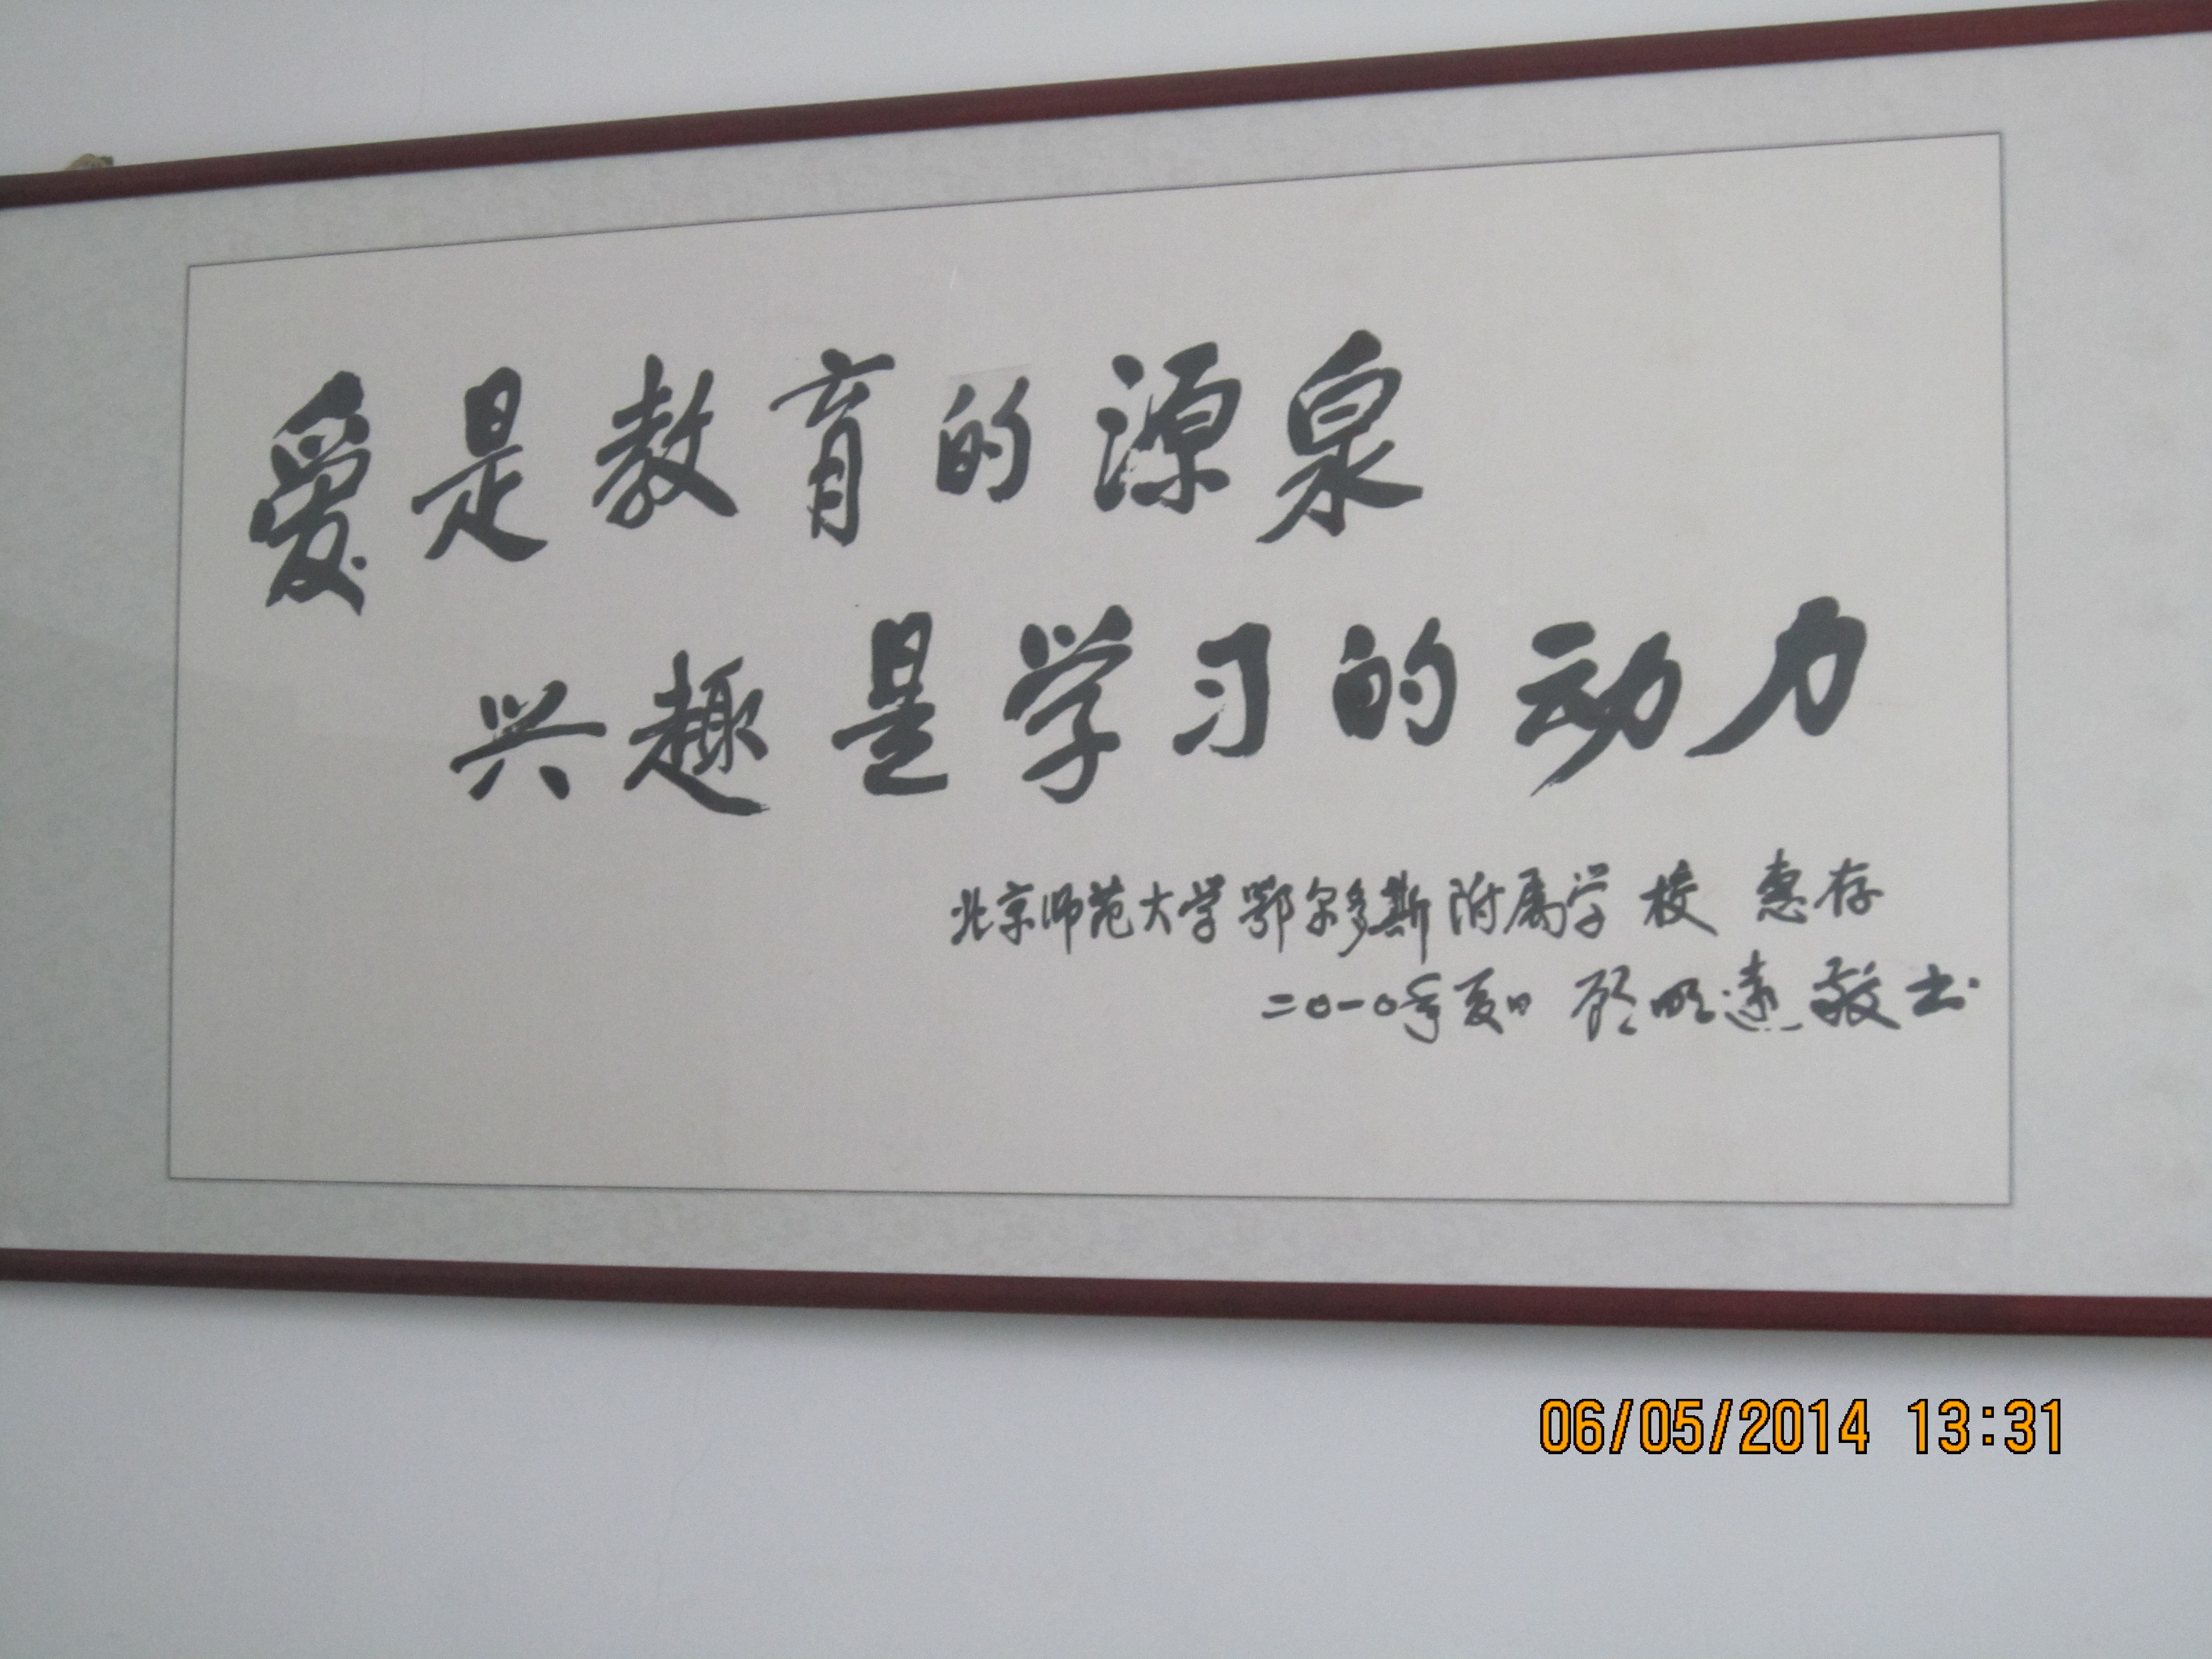 爱是教育的源泉
兴趣是学习的动力
北京师范大学鄂尔多斯附属学校 惠存
二〇一〇年夏日 顾明远敬书
06/05/2014 13:31